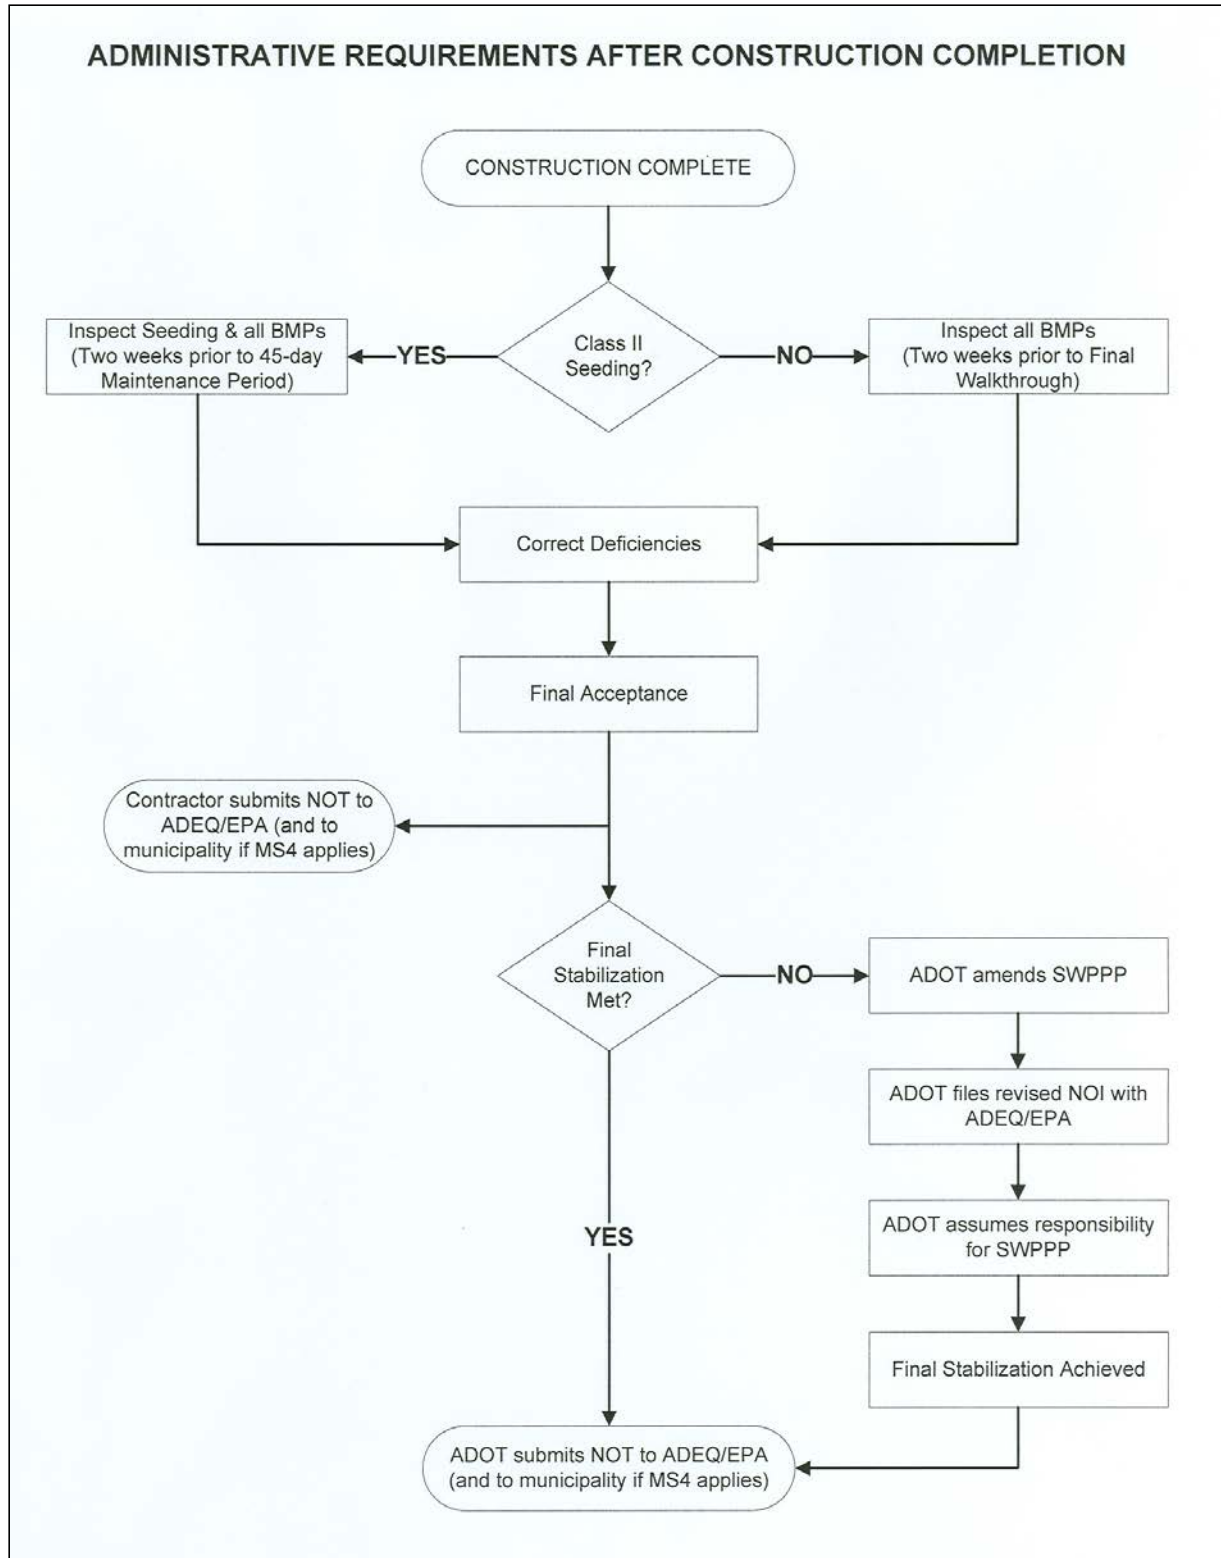 ADMINISTRATIVE REQUIREMENTS AFTER CONSTRUCTION COMPLETION
CONSTRUCTION COMPLETE
Class II
Seeding?
YES
NO
Inspect Seeding & all BMPs
(Two weeks prior to 45-day
Maintenance Period)
Inspect all BMPs
(Two weeks prior to Final
Walkthrough)
Correct Deficiencies
Final Acceptance
Contractor submits NOT to
ADEQ/EPA (and to
municipality if MS4 applies)
Final
Stabilization
Met?
NO
ADOT amends SWPPP
ADOT files revised NOI with
ADEQ/EPA
ADOT assumes responsibility
for SWPPP
YES
Final Stabilization Achieved
ADOT submits NOT to ADEQ/EPA
(and to municipality if MS4 applies)